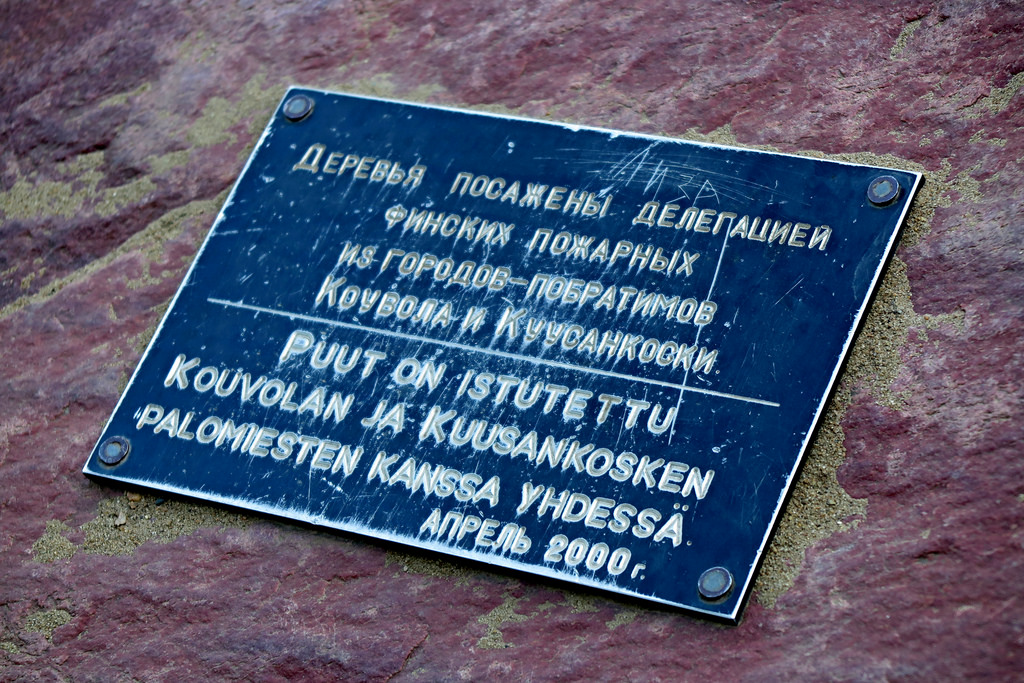 Деревья посажены делегацией
финских пожарных
из городов-побратимов
Коувола и Куусанкоски.
Puut on istutettu
Kouvolan ja Kuusankosken
palomiesten kanssa yhdessä.
апрель 2000 г.